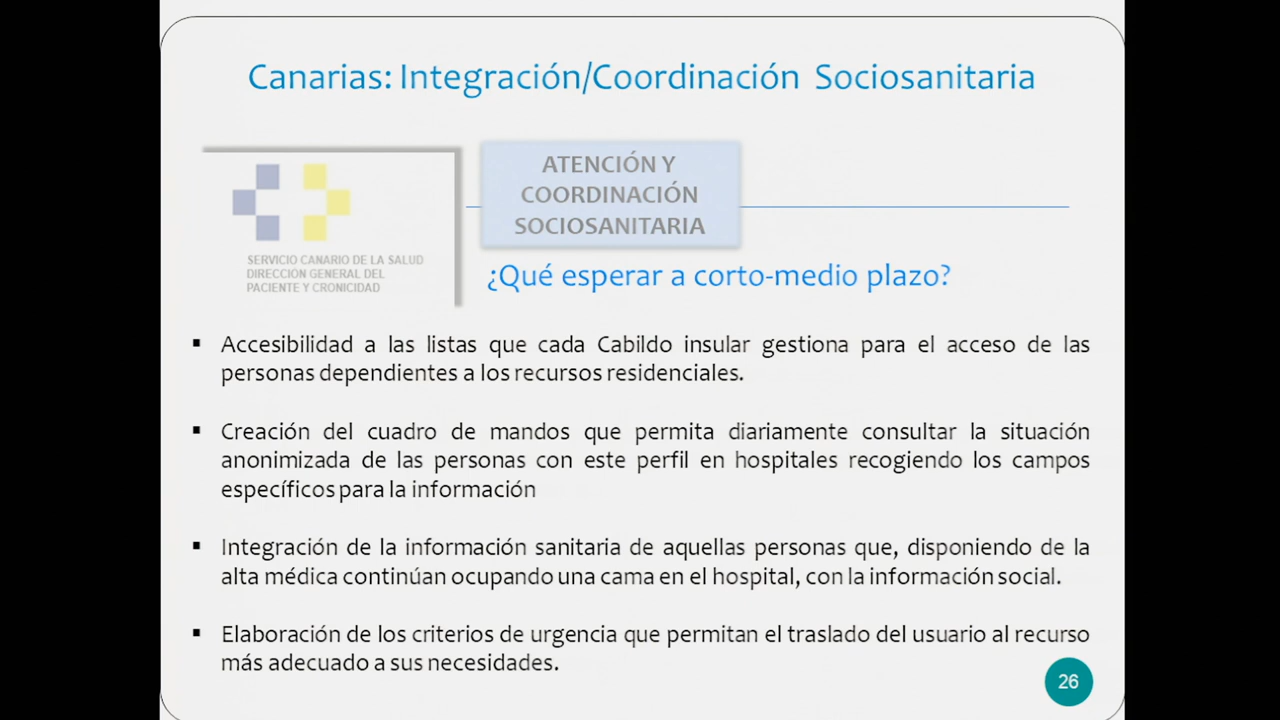 Canarias: Integración/Coordinación Sociosanitaria
ATENCIÓN Y
COORDINACIÓN
SOCIOSANITARIA
SERVICIO CANARIO DE LA SALUD
DIRECCIÓN GENERAL DEL
PACIENTE Y CRONICIDAD
¿Qué esperar a corto-medio plazo?
▪ Accesibilidad a las listas que cada Cabildo insular gestiona para el acceso de las
personas dependientes a los recursos residenciales.
▪ Creación del cuadro de mandos que permita diariamente consultar la situación
anonimizada de las personas con este perfil en hospitales recogiendo los campos
específicos para la información
▪ Integración de la información sanitaria de aquellas personas que, disponiendo de la
alta médica continúan ocupando una cama en el hospital, con la información social.
▪ Elaboración de los criterios de urgencia que permitan el traslado del usuario al recurso
más adecuado a sus necesidades.
26